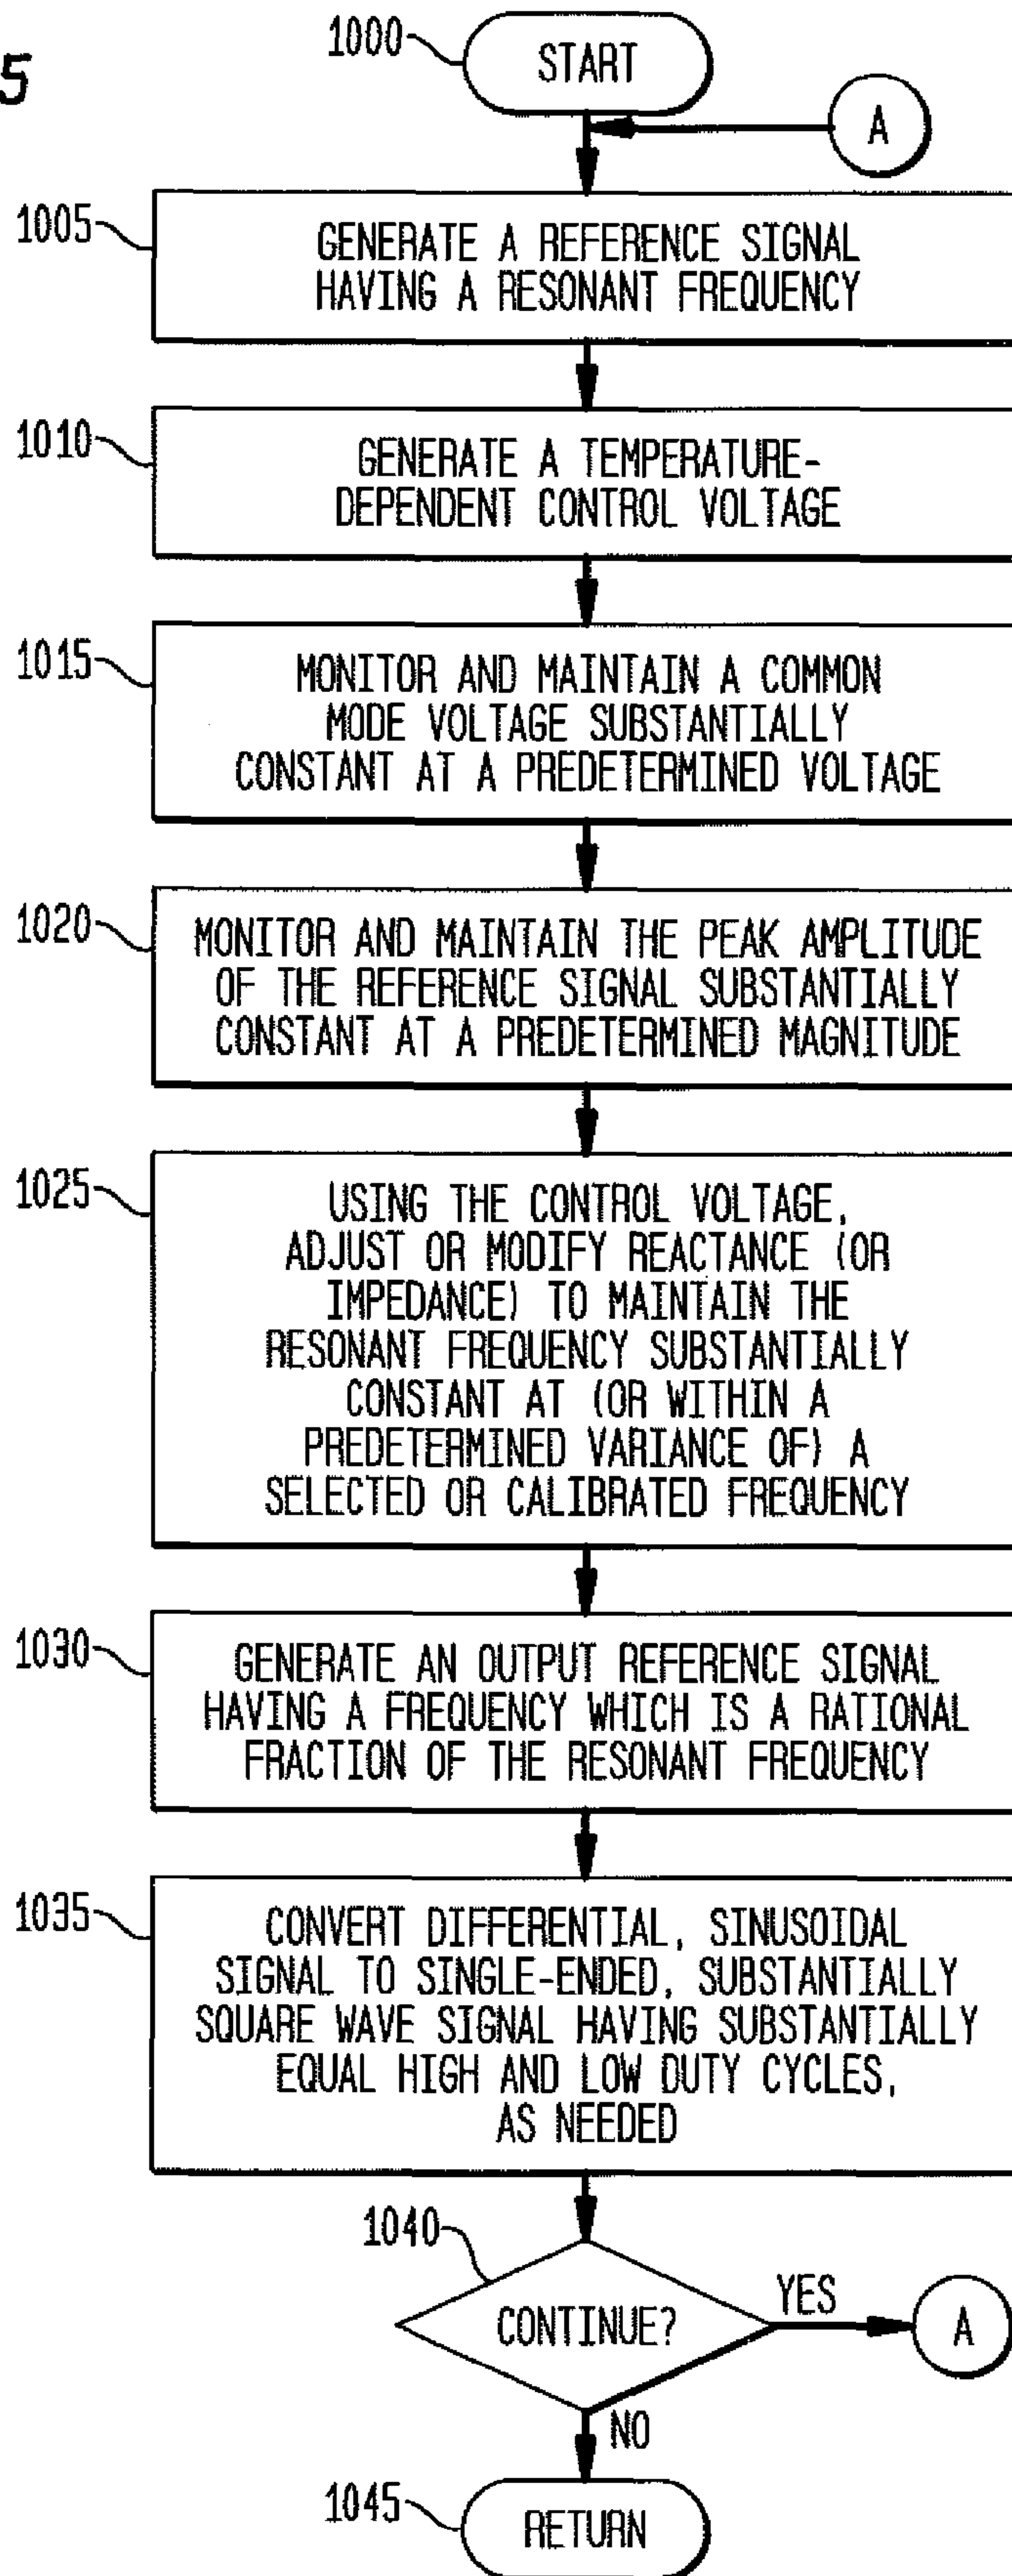 5
1000
START
A
1005
GENERATE A REFERENCE SIGNAL
HAVING A RESONANT FREQUENCY
1010
GENERATE A TEMPERATURE-
DEPENDENT CONTROL VOLTAGE
1015
MONITOR AND MAINTAIN A COMMON
MODE VOLTAGE SUBSTANTIALLY
CONSTANT AT A PREDETERMINED VOLTAGE
1020
MONITOR AND MAINTAIN THE PEAK AMPLITUDE
OF THE REFERENCE SIGNAL SUBSTANTIALLY
CONSTANT AT A PREDETERMINED MAGNITUDE
1025
USING THE CONTROL VOLTAGE,
ADJUST OR MODIFY REACTANCE (OR
IMPEDANCE) TO MAINTAIN THE
RESONANT FREQUENCY SUBSTANTIALLY
CONSTANT AT (OR WITHIN A
PREDETERMINED VARIANCE OF) A
SELECTED OR CALIBRATED FREQUENCY
1030
GENERATE AN OUTPUT REFERENCE SIGNAL
HAVING A FREQUENCY WHICH IS A RATIONAL
FRACTION OF THE RESONANT FREQUENCY
1035
CONVERT DIFFERENTIAL, SINUSOIDAL
SIGNAL TO SINGLE-ENDED, SUBSTANTIALLY
SQUARE WAVE SIGNAL HAVING SUBSTANTIALLY
EQUAL HIGH AND LOW DUTY CYCLES,
AS NEEDED
1040
CONTINUE?
YES
A
NO
1045
RETURN